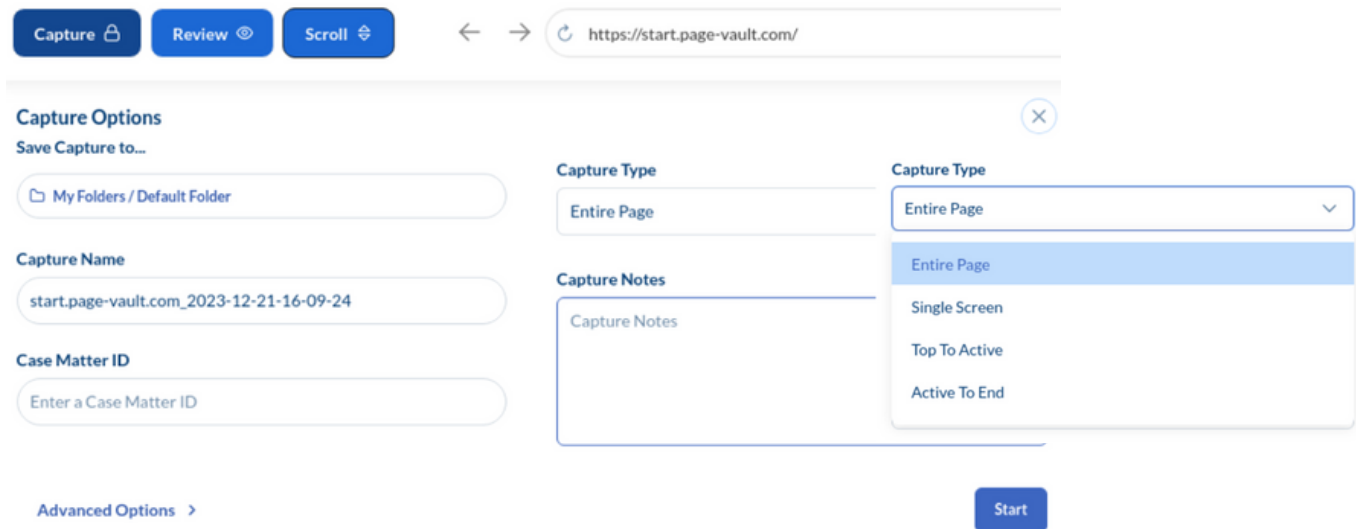 Capture
Review
Scroll
https://start.page-vault.com/
Capture Options
Save Capture to...
My Folders / Default Folder
Capture Name
start.page-vault.com_2023-12-21-16-09-24
Case Matter ID
Enter a Case Matter ID
Advanced Options
Capture Type
Entire Page
Capture Notes
Capture Notes
Capture Type
Entire Page
Entire Page
Single Screen
Top To Active
Active To End
Start